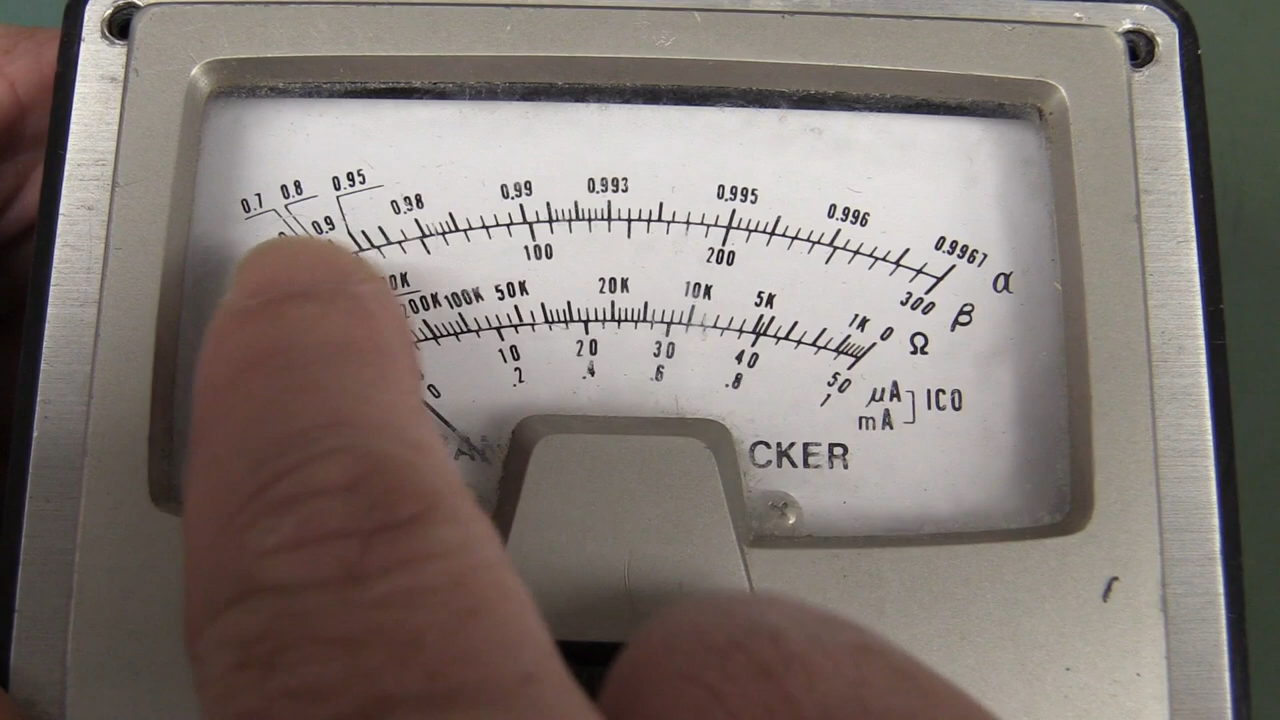 0.7 0.8 0.95
0.9 0.98 0.99 0.993 0.995 0.996 0.9967 α
100 200 300 β
200K 100K 50K 20K 10K 5K 1K 0 Ω
10 20 30 40 50 μA
0 .2 .4 .6 .8 1 mA
ICO
CKER